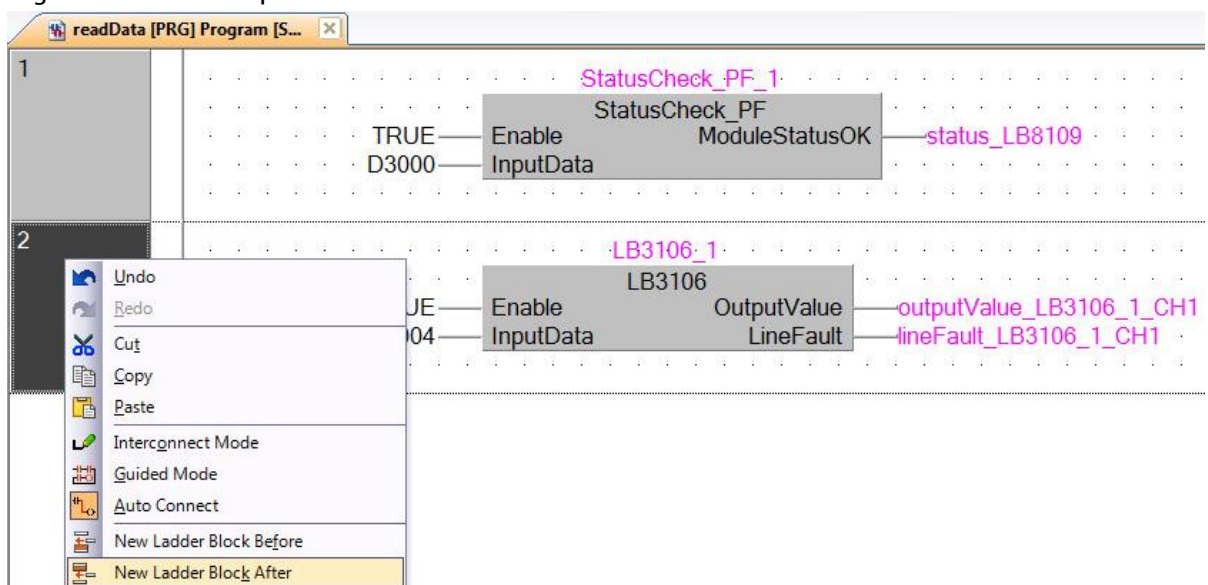 readData [PRG] Program [S...
1
StatusCheck_PF_1
StatusCheck_PF
TRUE Enable ModuleStatusOK status_LB8109
D3000 InputData
2
LB3106_1
LB3106
UE Enable OutputValue outputValue_LB3106_1_CH1
004 InputData LineFault lineFault_LB3106_1_CH1
Undo
Redo
Cut
Copy
Paste
Interconnect Mode
Guided Mode
Auto Connect
New Ladder Block Before
New Ladder Block After